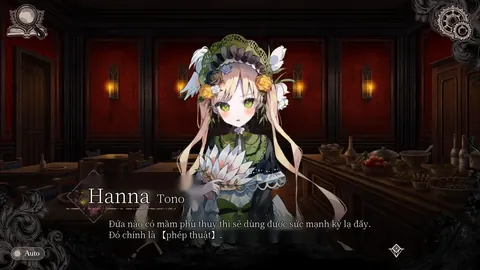 Hanna Tono
Đứa nào có mầm phù thủy thì sẽ dùng được sức mạnh kỳ lạ đấy.
Đó chính là 【phép thuật】.
Auto